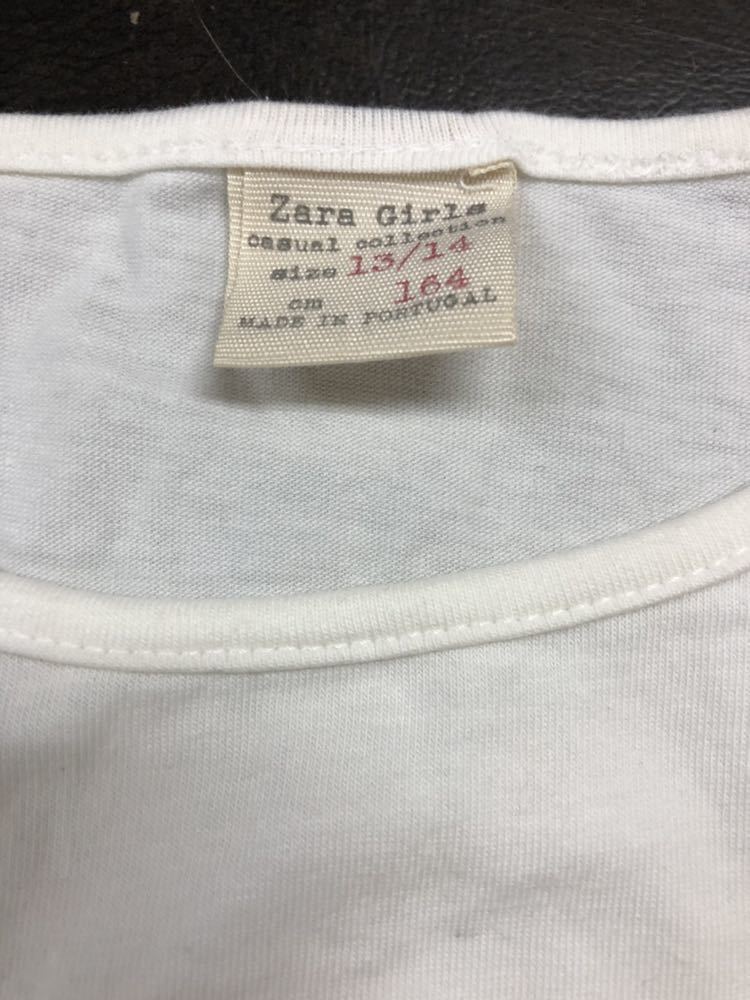 Zara Girls
casual collection
size 13/14
cm 164
MADE IN PORTUGAL